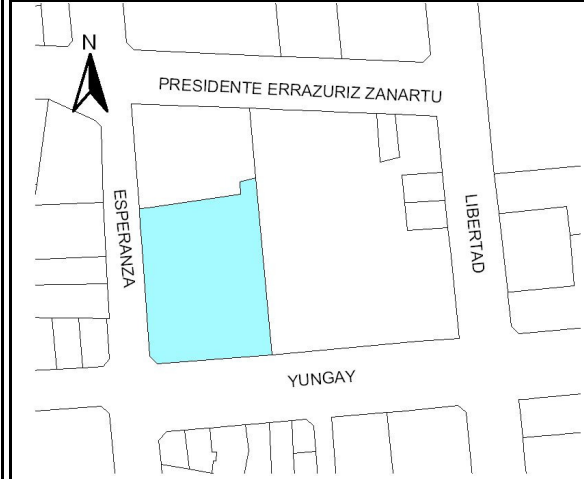 N
PRESIDENTE ERRAZURIZ ZANARTU
ESPERANZA
LIBERTAD
YUNGAY